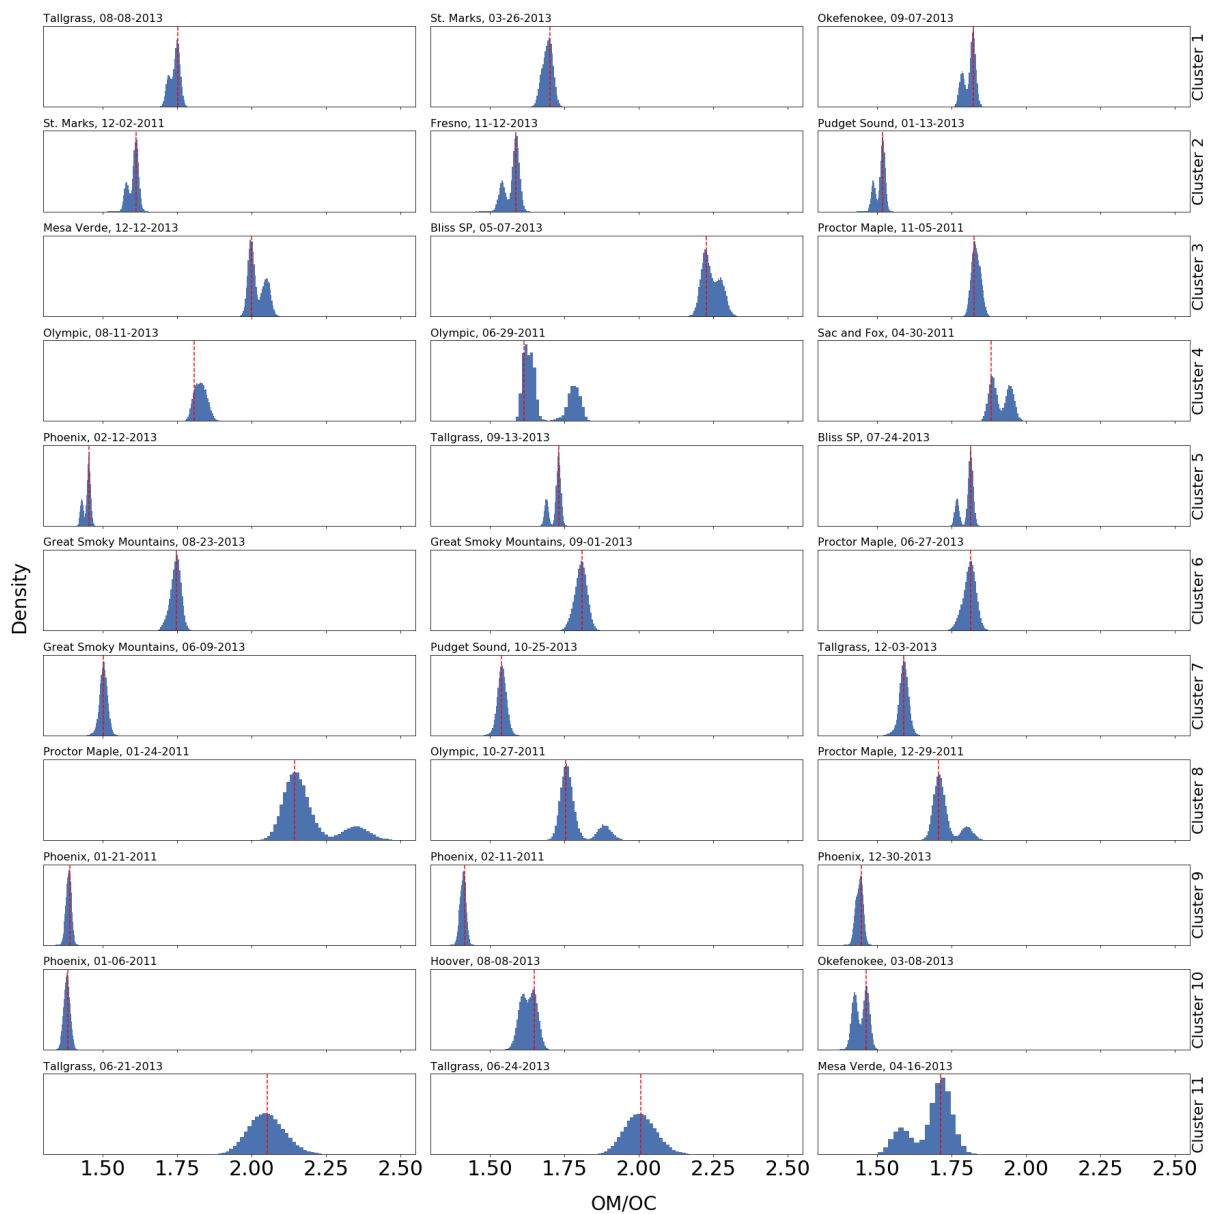 Tallgrass, 08-08-2013
St. Marks, 03-26-2013
Okefenokee, 09-07-2013
Cluster 1
St. Marks, 12-02-2011
Fresno, 11-12-2013
Pudget Sound, 01-13-2013
Cluster 2
Mesa Verde, 12-12-2013
Bliss SP, 05-07-2013
Proctor Maple, 11-05-2011
Cluster 3
Olympic, 08-11-2013
Olympic, 06-29-2011
Sac and Fox, 04-30-2011
Cluster 4
Phoenix, 02-12-2013
Tallgrass, 09-13-2013
Bliss SP, 07-24-2013
Cluster 5
Great Smoky Mountains, 08-23-2013
Great Smoky Mountains, 09-01-2013
Proctor Maple, 06-27-2013
Cluster 6
Density
Great Smoky Mountains, 06-09-2013
Pudget Sound, 10-25-2013
Tallgrass, 12-03-2013
Cluster 7
Proctor Maple, 01-24-2011
Olympic, 10-27-2011
Proctor Maple, 12-29-2011
Cluster 8
Phoenix, 01-21-2011
Phoenix, 02-11-2011
Phoenix, 12-30-2013
Cluster 9
Phoenix, 01-06-2011
Hoover, 08-08-2013
Okefenokee, 03-08-2013
Cluster 10
Tallgrass, 06-21-2013
Tallgrass, 06-24-2013
Mesa Verde, 04-16-2013
Cluster 11
1.50 1.75 2.00 2.25 2.50
1.50 1.75 2.00 2.25 2.50
1.50 1.75 2.00 2.25 2.50
OM/OC